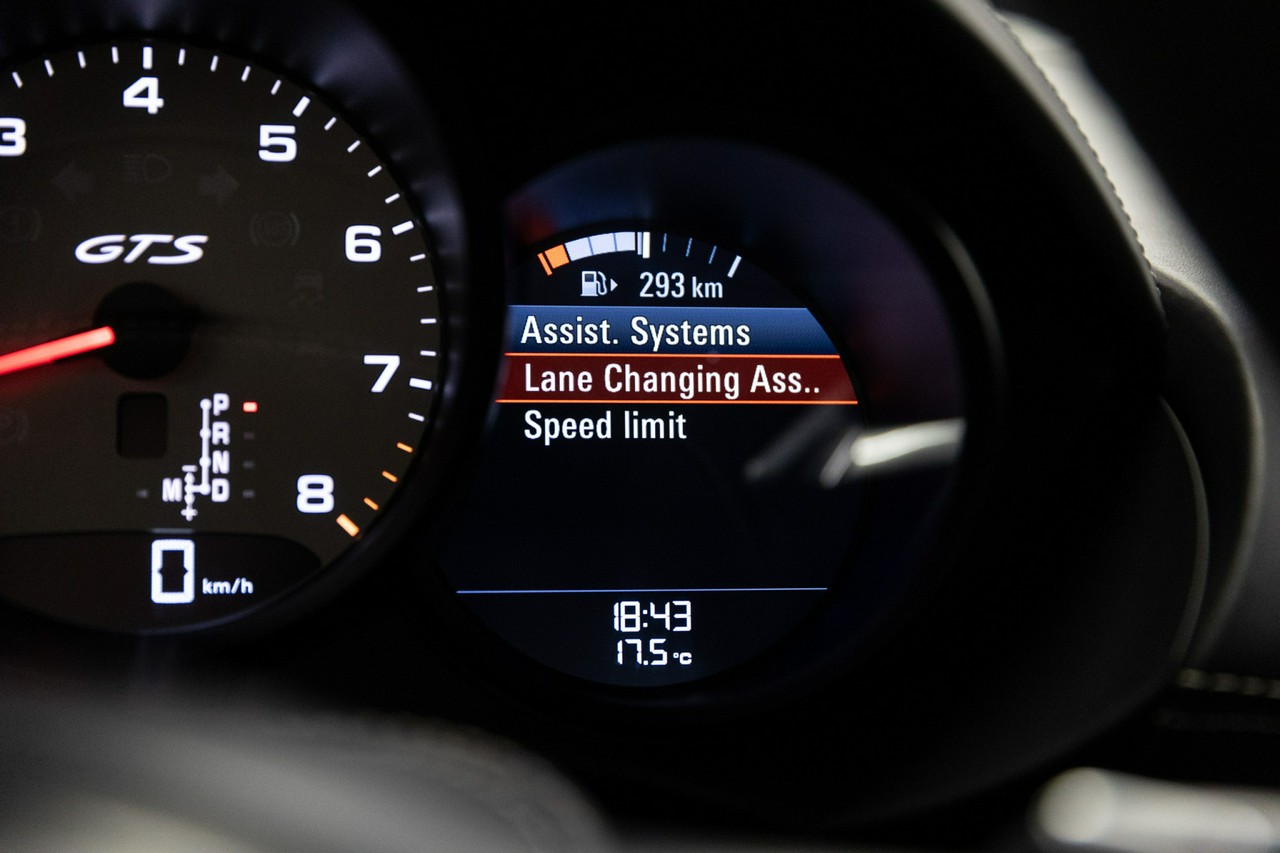 3
4
5
6
7
8
GTS
P
R
N
M D
0 km/h
293 km
Assist. Systems
Lane Changing Ass..
Speed limit
18:43
17.5 °C